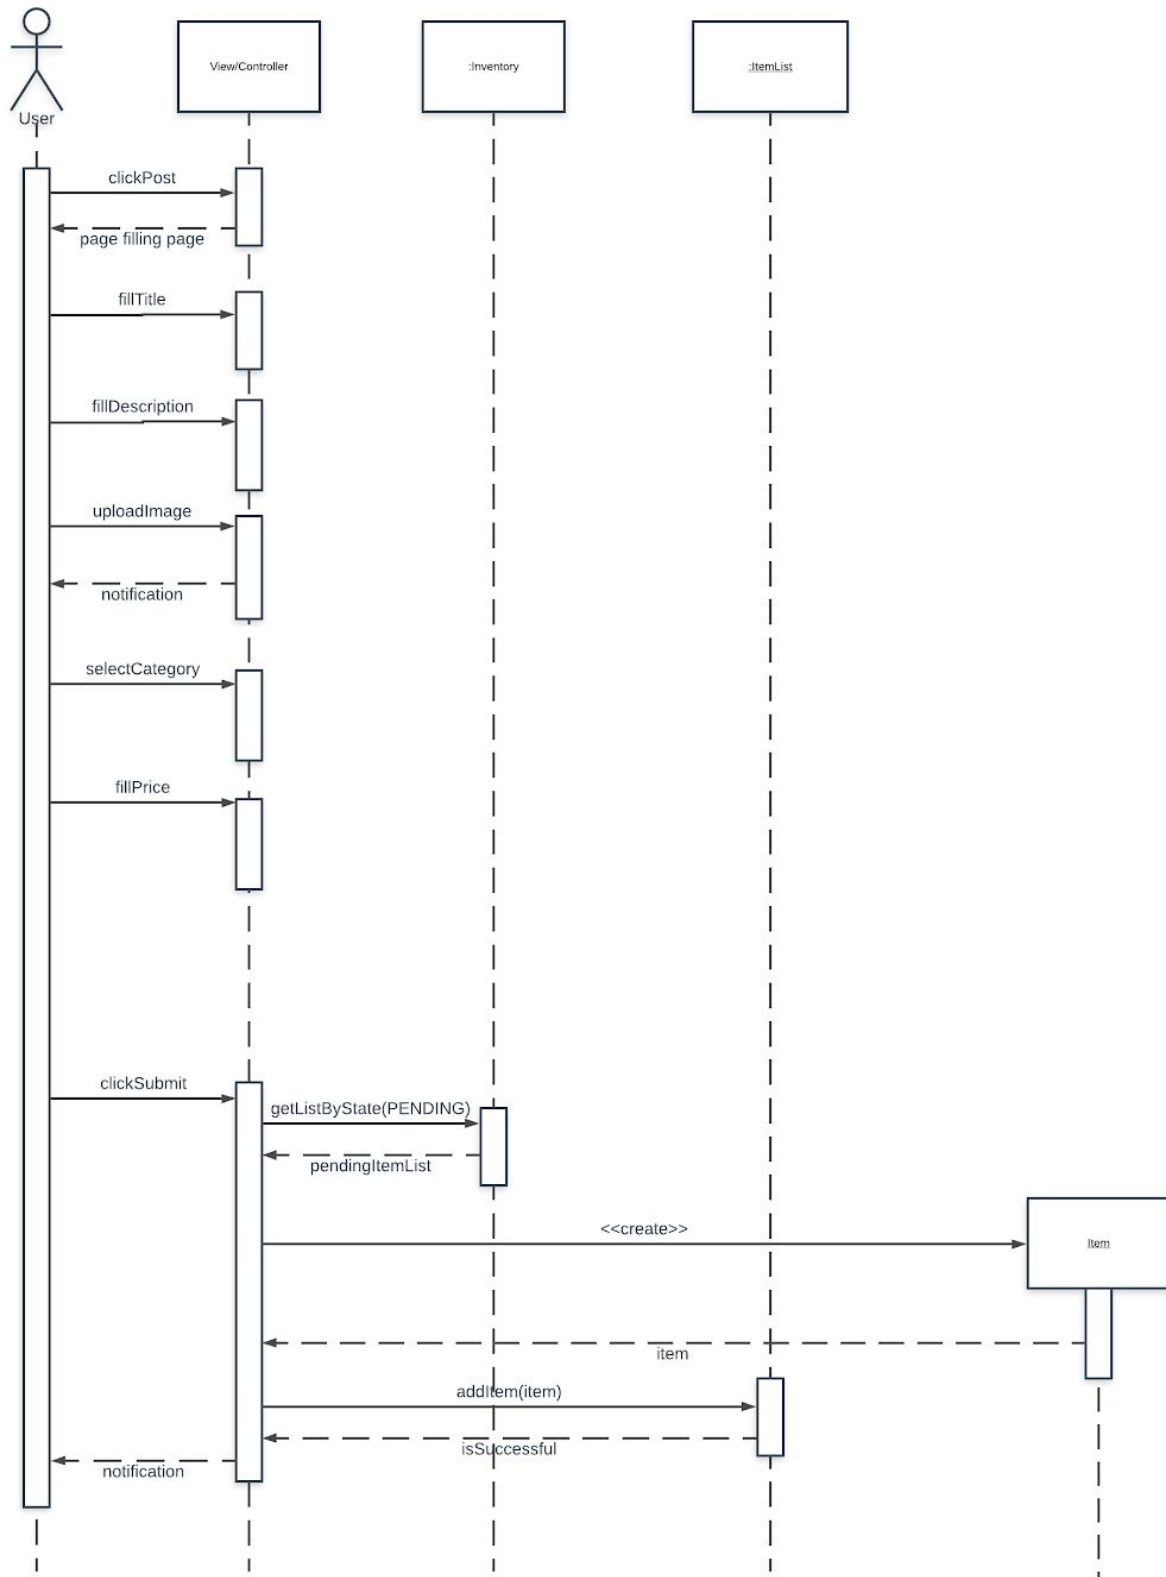 View/Controller
:Inventory
:ItemList
User
clickPost
page filling page
fillTitle
fillDescription
uploadImage
notification
selectCategory
fillPrice
clickSubmit
getListByState(PENDING)
pendingItemList
<<create>>
Item
item
addItem(item)
isSuccessful
notification